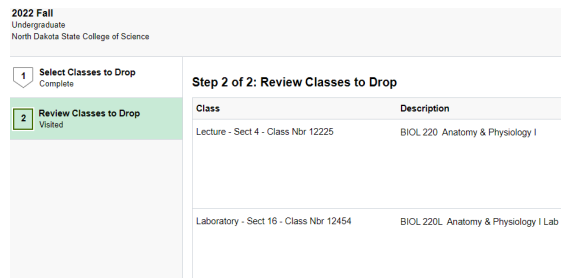 2022 Fall
Undergraduate
North Dakota State College of Science
1 Select Classes to Drop
Complete
2 Review Classes to Drop
Visited
Step 2 of 2: Review Classes to Drop
Class Description
Lecture - Sect 4 - Class Nbr 12225 BIOL 220 Anatomy & Physiology I
Laboratory - Sect 16 - Class Nbr 12454 BIOL 220L Anatomy & Physiology I Lab